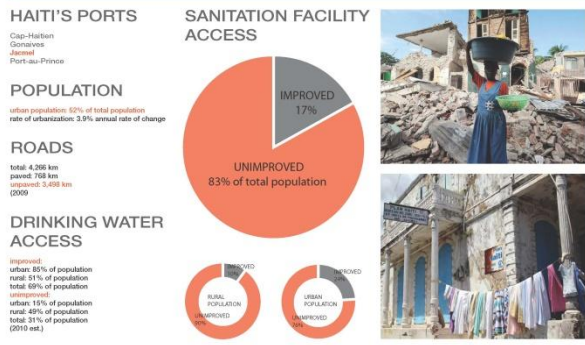 HAITI'S PORTS
Cap-Haitien
Gonaives
Jacmel
Port-au-Prince
POPULATION
urban population: 52% of total population
rate of urbanization: 3.9% annual rate of change
ROADS
total: 4,266 km
paved: 768 km
unpaved: 3,498 km
(2009
DRINKING WATER
ACCESS
improved:
urban: 85% of population
rural: 51% of population
total: 69% of population
unimproved:
urban: 15% of population
rural: 49% of population
total: 31% of population
(2010 est.)
SANITATION FACILITY
ACCESS
IMPROVED
17%
UNIMPROVED
83% of total population
IMPROVED
RURAL
POPULATION
UNIMPROVED
90%
IMPROVED
24%
URBAN
POPULATION
UNIMPROVED
76%